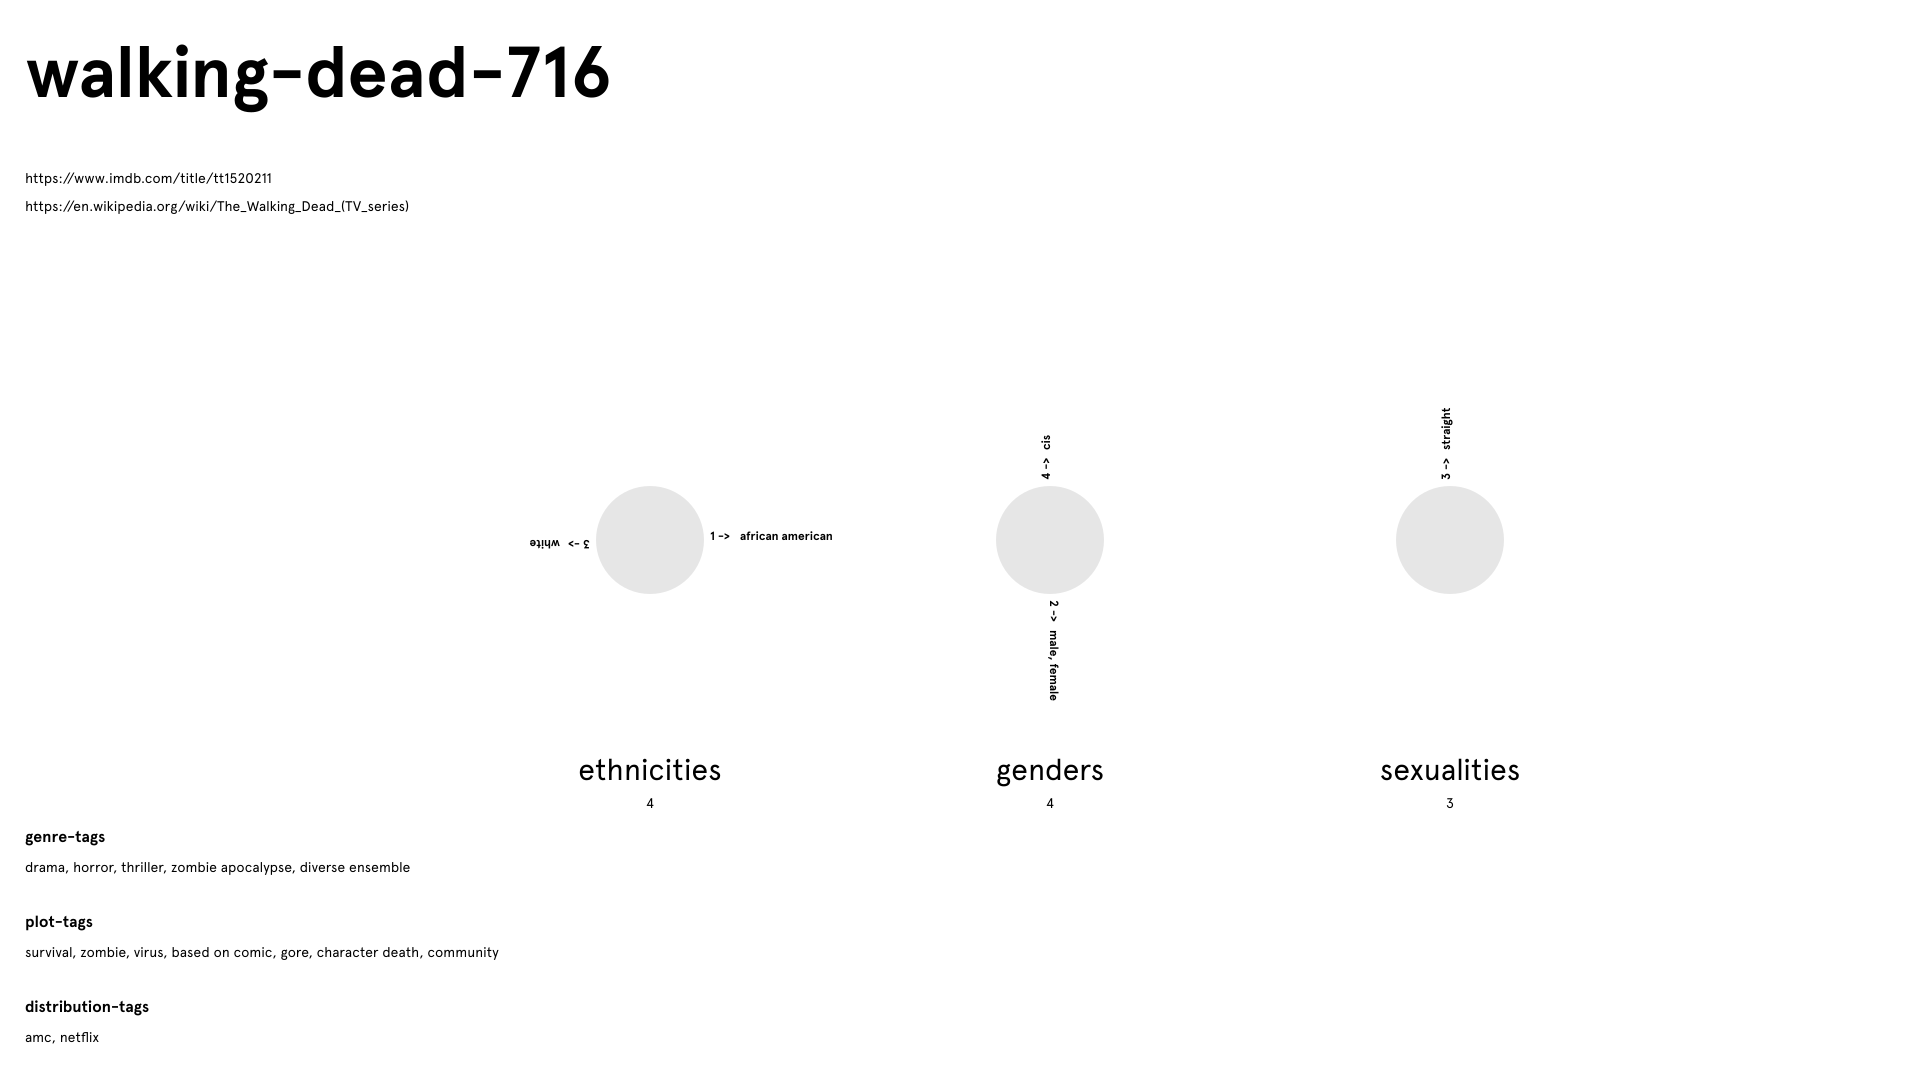 walking-dead-716
https://www.imdb.com/title/tt1520211
https://en.wikipedia.org/wiki/The_Walking_Dead_(TV_series)
3 -> white
1 -> african american
4 -> cis
2 -> male, female
3 -> straight
ethnicities
4
genders
4
sexualities
3
genre-tags
drama, horror, thriller, zombie apocalypse, diverse ensemble
plot-tags
survival, zombie, virus, based on comic, gore, character death, community
distribution-tags
amc, netflix